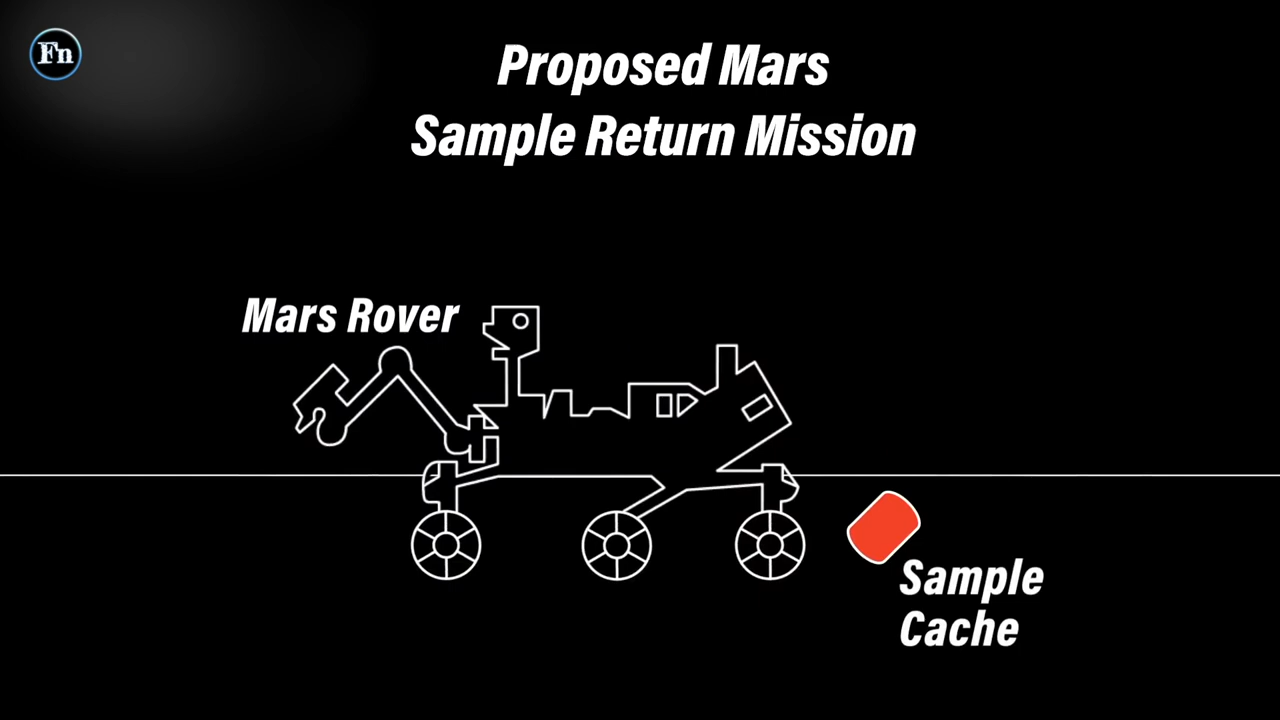 Fn
Proposed Mars
Sample Return Mission
Mars Rover
Sample
Cache